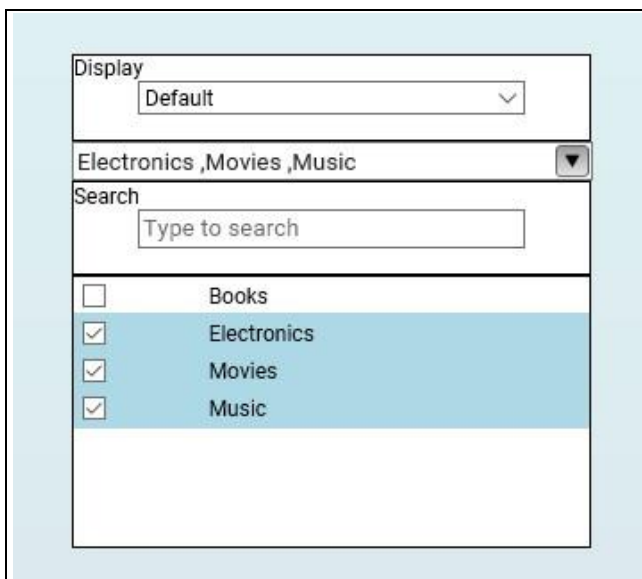 Display
Default
Electronics ,Movies ,Music
Search
Type to search
Books
Electronics
Movies
Music